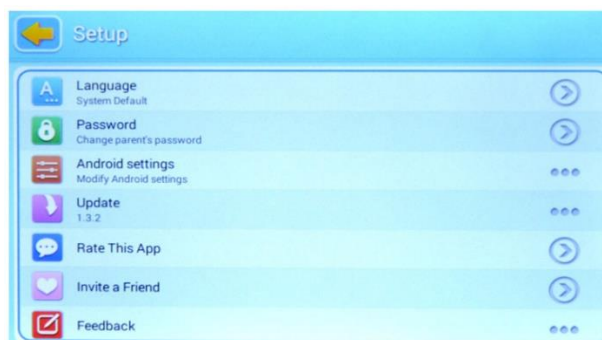 Setup
Language
System Default
Password
Change parent's password
Android settings
Modify Android settings
Update
1.3.2
Rate This App
Invite a Friend
Feedback